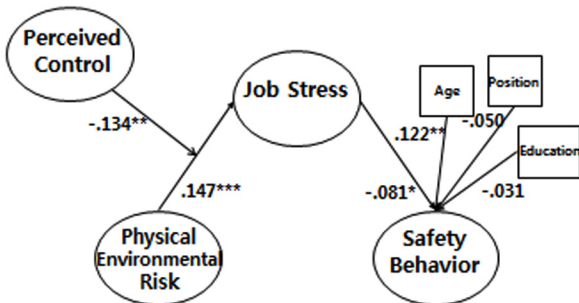 Perceived
Control
Job Stress
Age
Position
-.134**
.122**
-.050
Education
.147***
-.081*
-.031
Physical
Environmental
Risk
Safety
Behavior